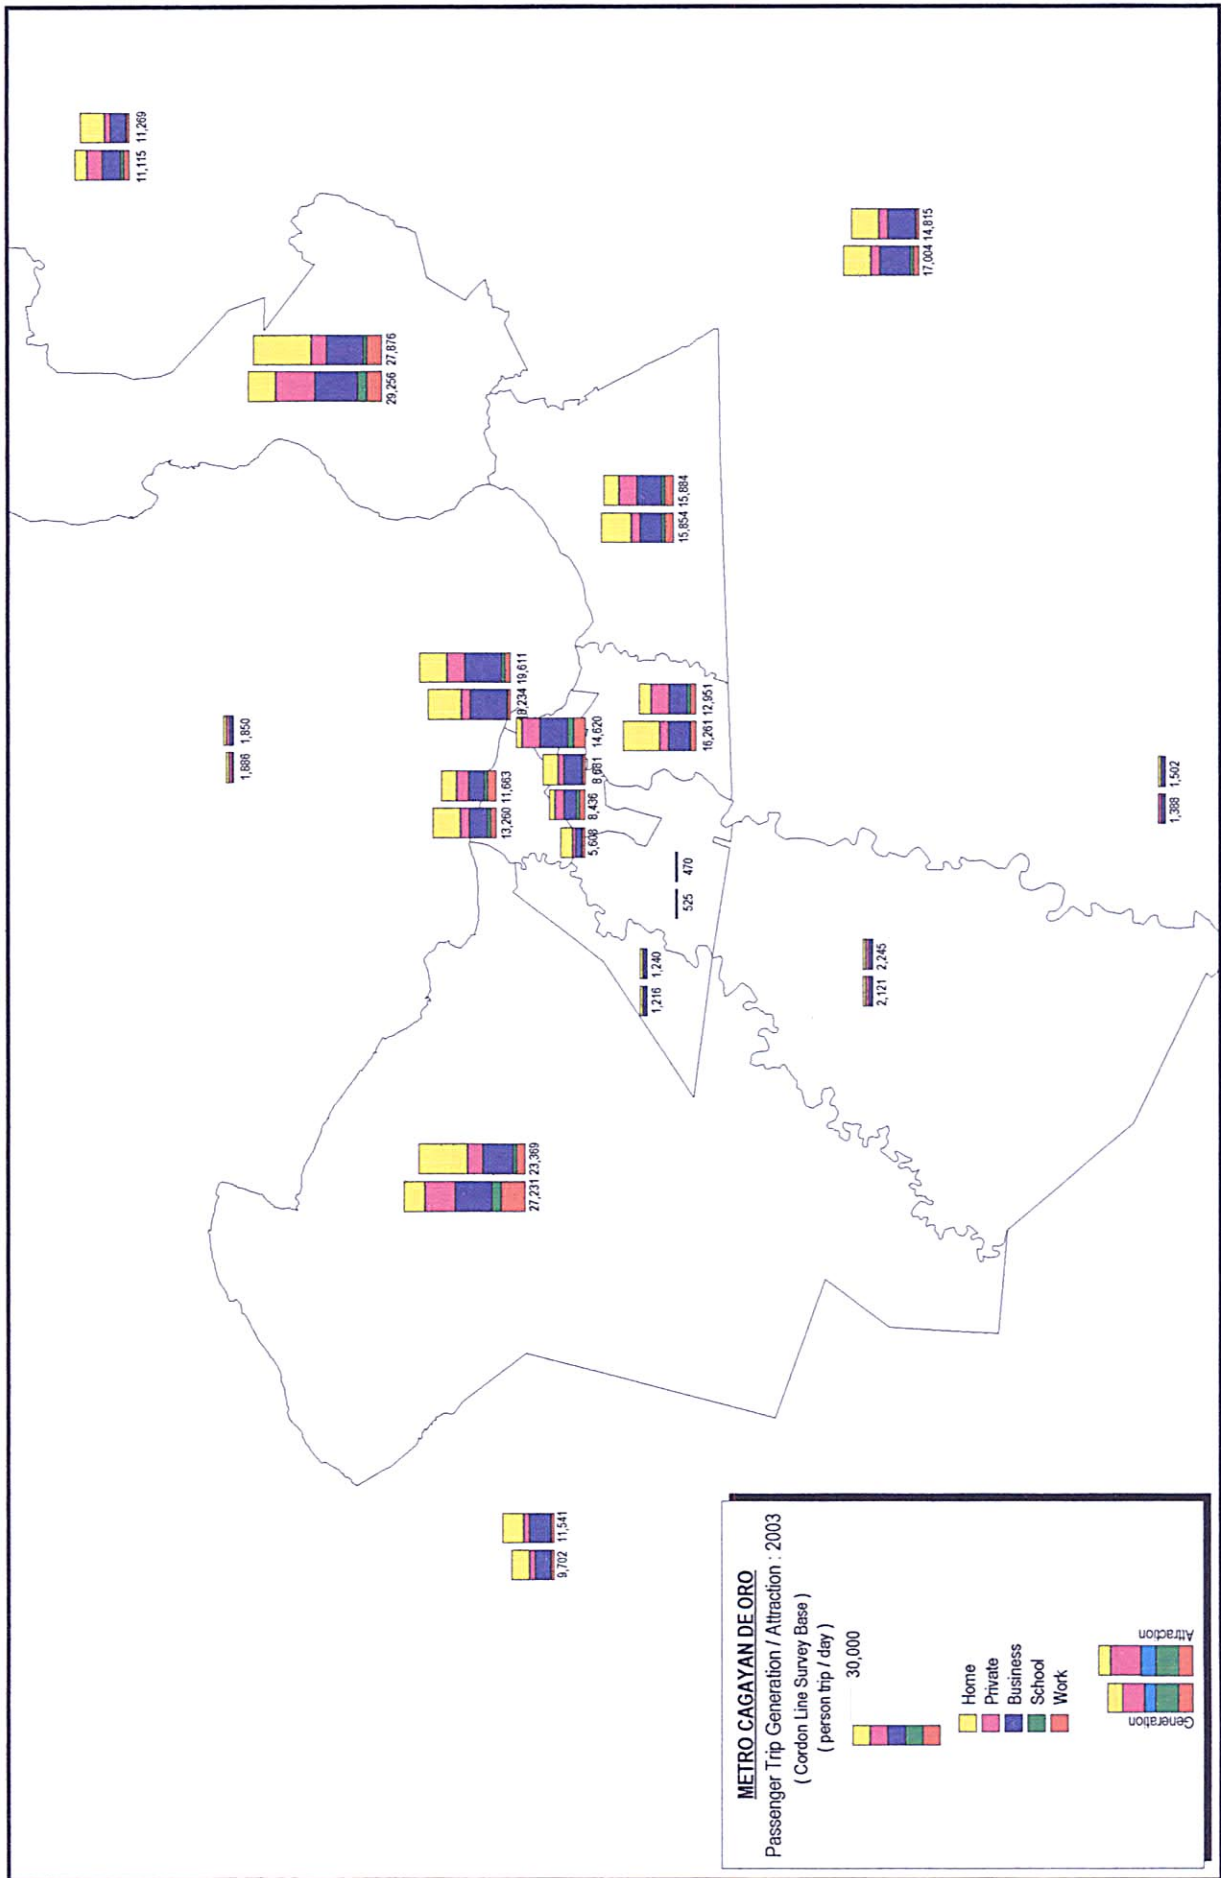 11,115 11,269
1,886 1,850
29,256 27,876
13,260 11,663
18,234 19,611
27,231 23,369
9,702 11,541
5,608 8,436 8,681 14,620
1,216 1,240
15,854 15,884
525 470
16,261 12,951
2,121 2,245
17,004 14,815
1,388 1,502
METRO CAGAYAN DE ORO
Passenger Trip Generation / Attraction : 2003
( Cordon Line Survey Base )
( person trip / day )
30,000
Home
Private
Business
School
Work
Generation
Attraction